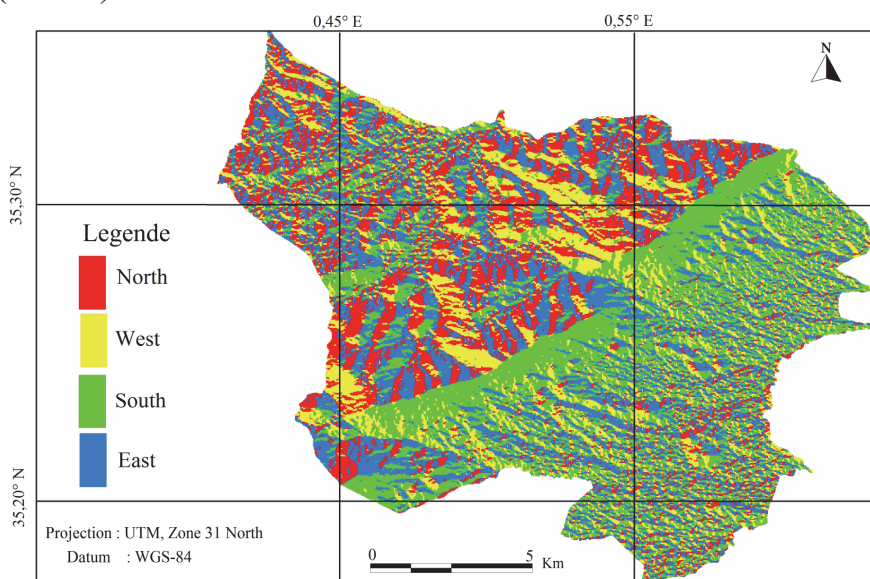 0,45° E
0,55° E
N
35,30° N
Legende
North
West
South
East
35,20° N
Projection : UTM, Zone 31 North
Datum : WGS-84
0
5
Km